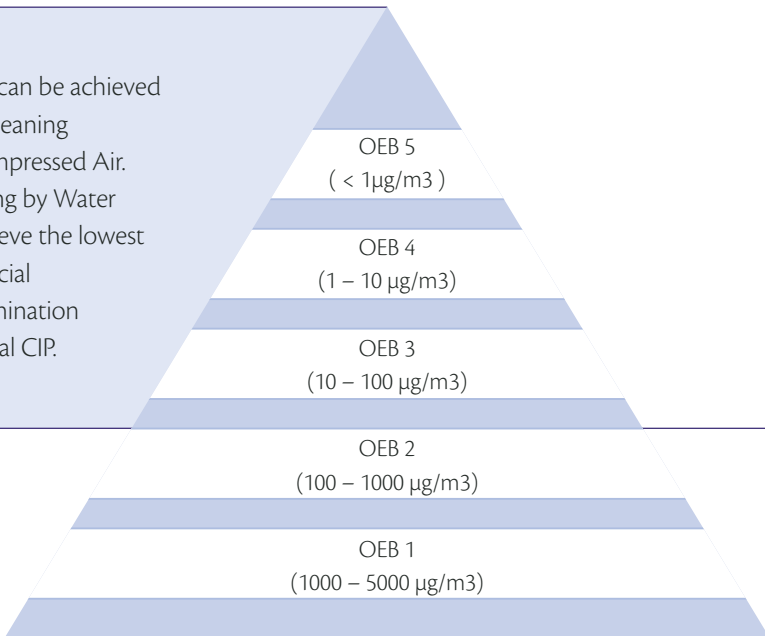 can be achieved
eaning
mpressed Air.
ng by Water
eve the lowest
cial
mination
al CIP.
OEB 5
( < 1µg/m3 )
OEB 4
(1 – 10 µg/m3)
OEB 3
(10 – 100 µg/m3)
OEB 2
(100 – 1000 µg/m3)
OEB 1
(1000 – 5000 µg/m3)